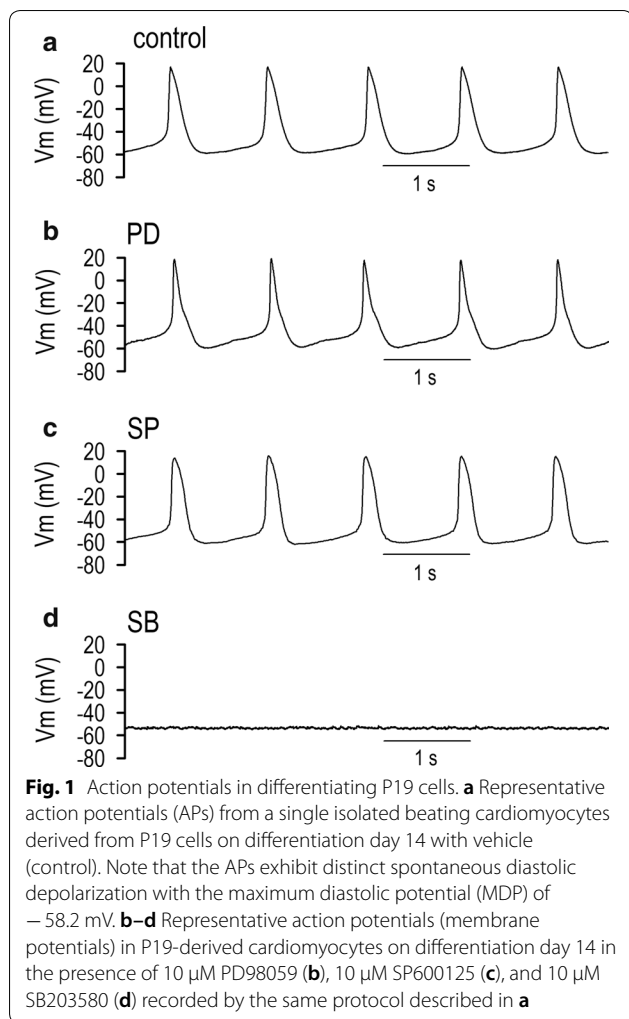 a control
20
0
-20
-40
-60
-80
Vm (mV)
1 s
b PD
20
0
-20
-40
-60
-80
Vm (mV)
1 s
c SP
20
0
-20
-40
-60
-80
Vm (mV)
1 s
d SB
20
0
-20
-40
-60
-80
Vm (mV)
1 s
Fig. 1 Action potentials in differentiating P19 cells. a Representative
action potentials (APs) from a single isolated beating cardiomyocytes
derived from P19 cells on differentiation day 14 with vehicle
(control). Note that the APs exhibit distinct spontaneous diastolic
depolarization with the maximum diastolic potential (MDP) of
− 58.2 mV. b–d Representative action potentials (membrane
potentials) in P19-derived cardiomyocytes on differentiation day 14 in
the presence of 10 μM PD98059 (b), 10 μM SP600125 (c), and 10 μM
SB203580 (d) recorded by the same protocol described in a